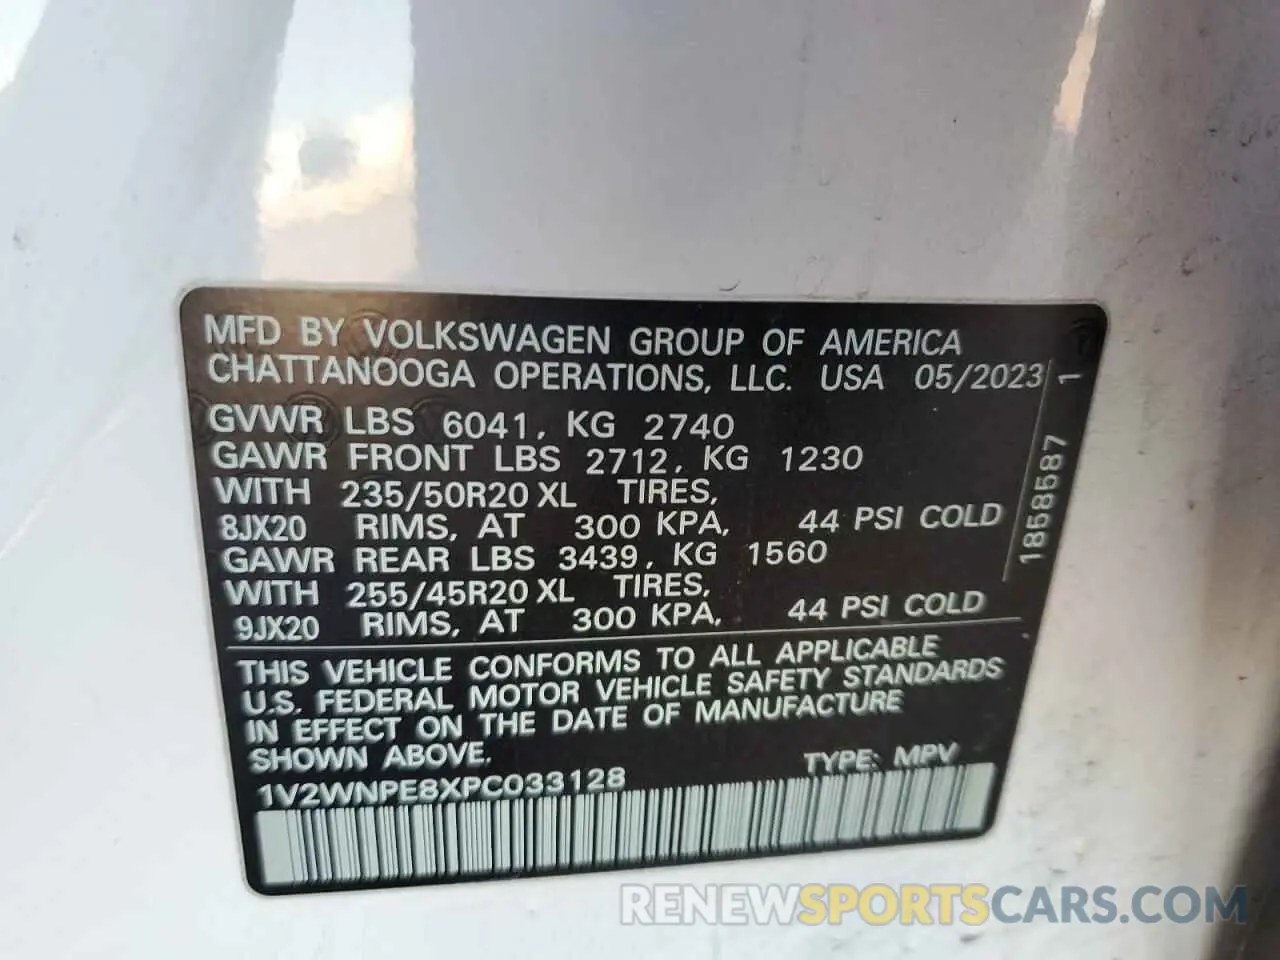 MFD BY VOLKSWAGEN GROUP OF AMERICA
CHATTANOOGA OPERATIONS, LLC. USA 05/2023
GVWR LBS 6041, KG 2740
GAWR FRONT LBS 2712, KG 1230
WITH 235/50R20 XL TIRES,
8JX20 RIMS, AT 300 KPA, 44 PSI COLD
GAWR REAR LBS 3439, KG 1560
WITH 255/45R20 XL TIRES,
9JX20 RIMS, AT 300 KPA, 44 PSI COLD
1858587 1
THIS VEHICLE CONFORMS TO ALL APPLICABLE
U.S. FEDERAL MOTOR VEHICLE SAFETY STANDARDS
IN EFFECT ON THE DATE OF MANUFACTURE
SHOWN ABOVE.
1V2WNPE8XPC033128 TYPE: MPV
RENEWSPORTSCARS.COM